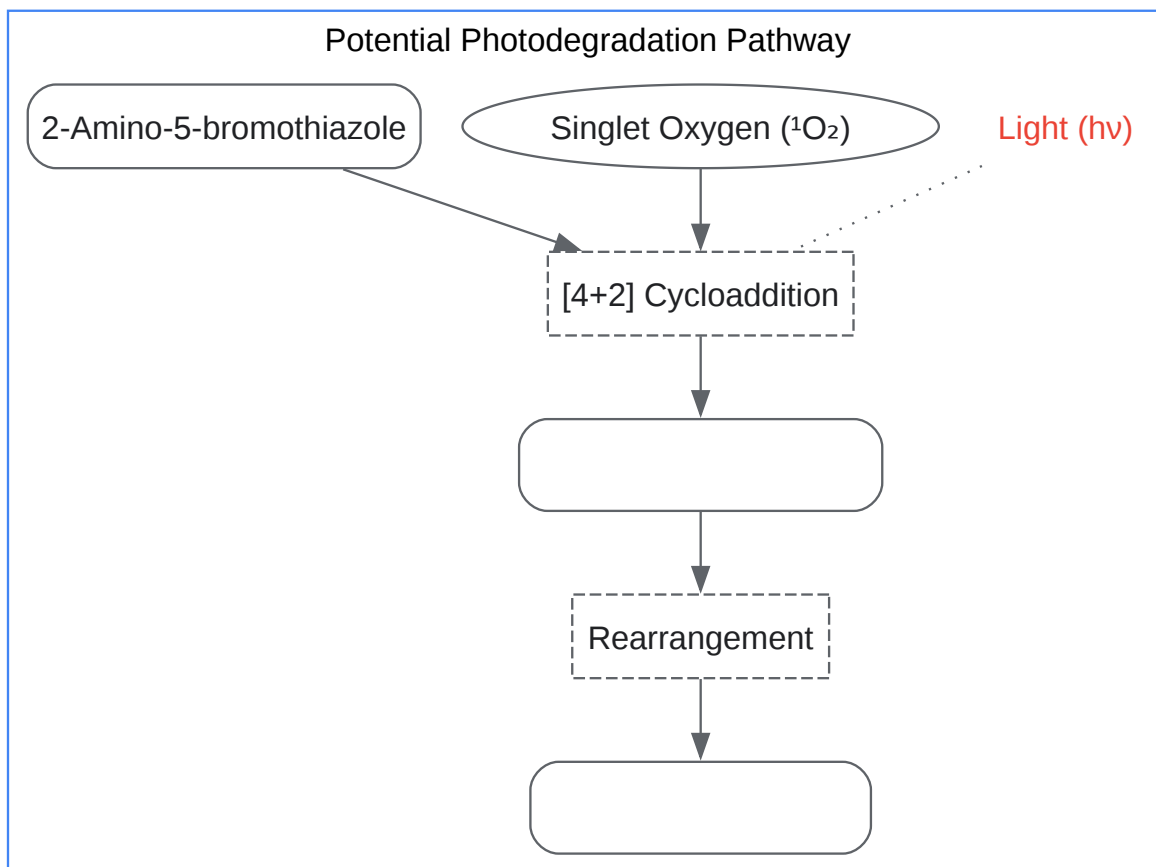 Potential Photodegradation Pathway
2-Amino-5-bromothiazole
Singlet Oxygen (¹O₂)
Light (hν)
[4+2] Cycloaddition
Rearrangement